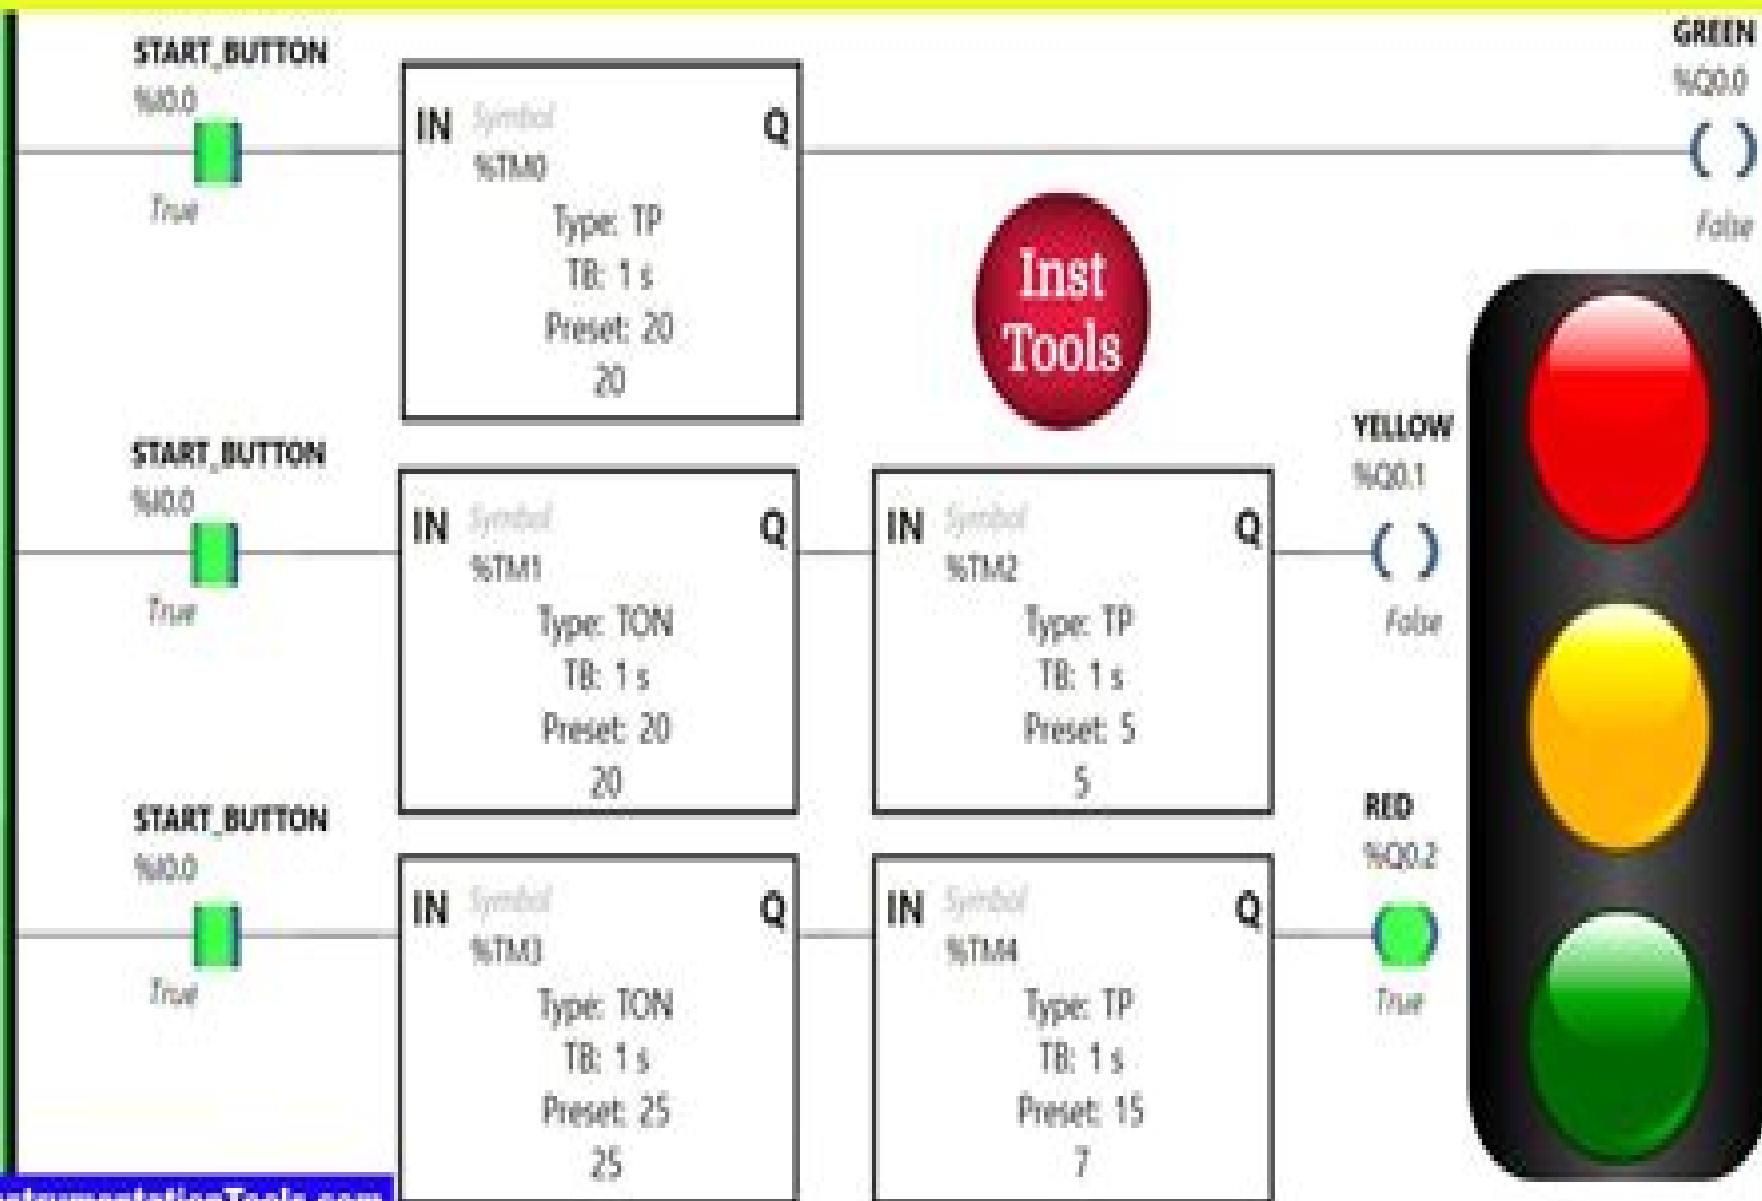 START_BUTTON
%I0.0
True
IN Symbol Q
%TM0
Type: TP
TB: 1 s
Preset: 20
20
GREEN
%Q0.0
False
Inst
Tools
START_BUTTON
%I0.0
True
IN Symbol Q
%TM1
Type: TON
TB: 1 s
Preset: 20
20
IN Symbol Q
%TM2
Type: TP
TB: 1 s
Preset: 5
5
YELLOW
%Q0.1
False
START_BUTTON
%I0.0
True
IN Symbol Q
%TM3
Type: TON
TB: 1 s
Preset: 25
25
IN Symbol Q
%TM4
Type: TP
TB: 1 s
Preset: 15
7
RED
%Q0.2
True